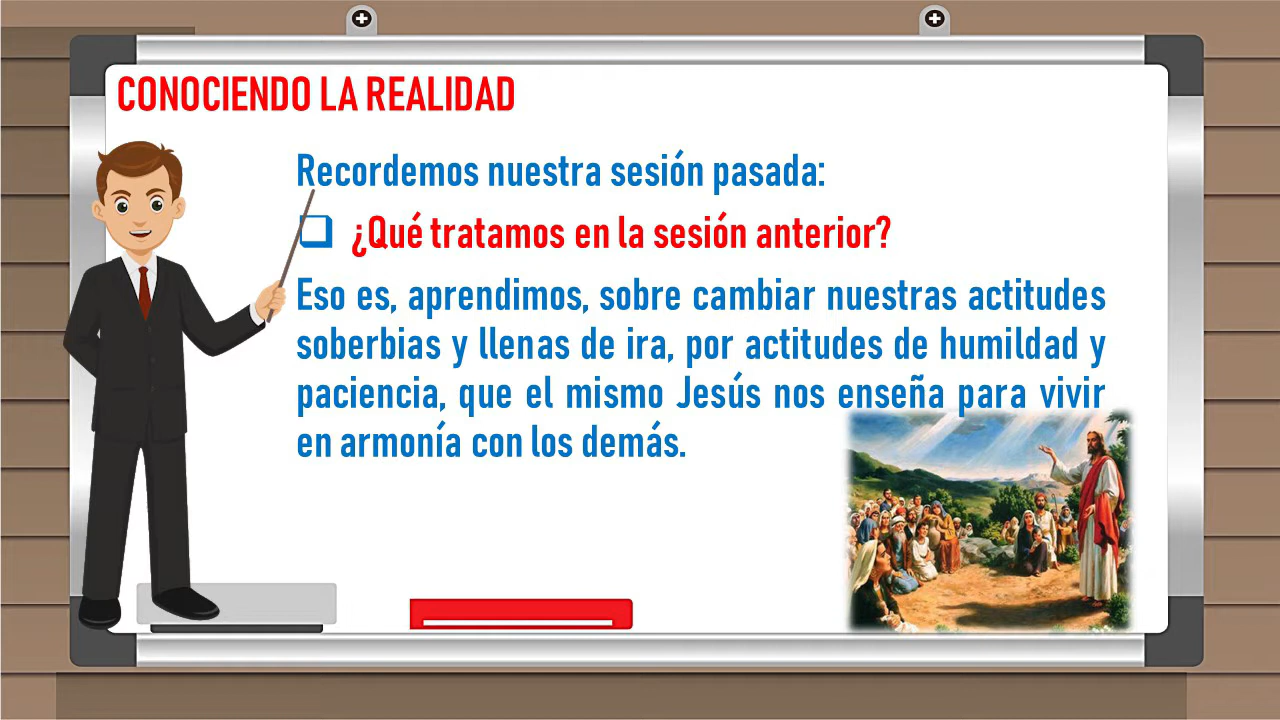 CONOCIENDO LA REALIDAD
Recordemos nuestra sesión pasada:
❑ ¿Qué tratamos en la sesión anterior?
Eso es, aprendimos, sobre cambiar nuestras actitudes
soberbias y llenas de ira, por actitudes de humildad y
paciencia, que el mismo Jesús nos enseña para vivir
en armonía con los demás.